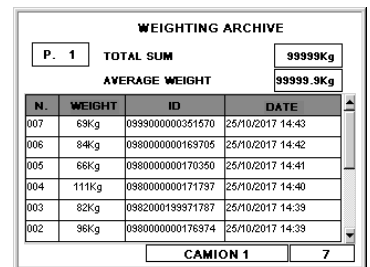 WEIGHTING ARCHIVE
P. 1 TOTAL SUM 99999Kg
AVERAGE WEIGHT 99999.9Kg
N. WEIGHT ID DATE
007 69Kg 0999000000351570 25/10/2017 14:43
006 84Kg 0980000000169705 25/10/2017 14:42
005 66Kg 0980000000170350 25/10/2017 14:41
004 111Kg 0980000000171797 25/10/2017 14:40
003 82Kg 0982000199971787 25/10/2017 14:39
002 96Kg 0980000000176974 25/10/2017 14:39
CAMION 1 7